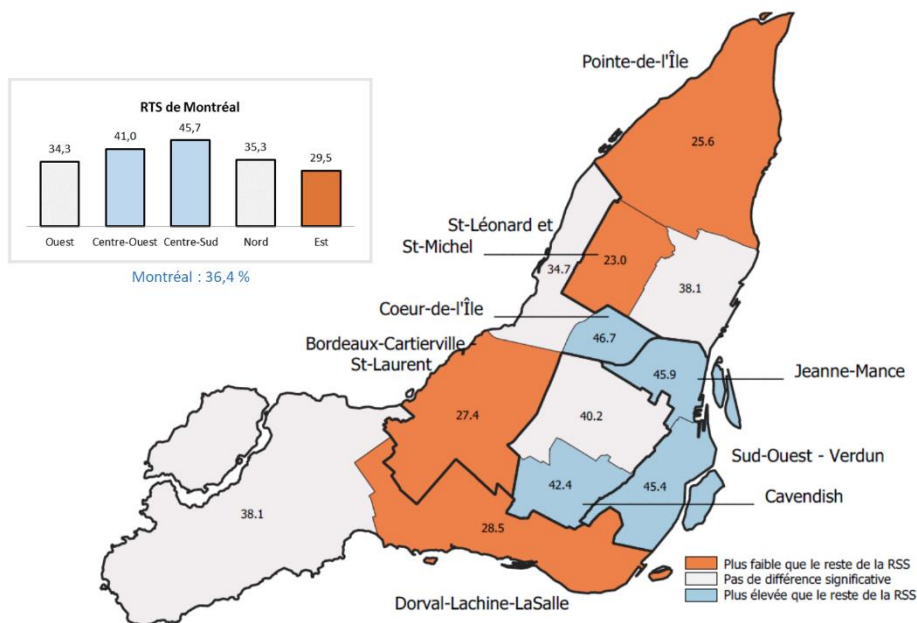 Pointe-de-l'Île
RTS de Montréal
34,3
41,0
45,7
35,3
29,5
Ouest
Centre-Ouest
Centre-Sud
Nord
Est
Montréal : 36,4 %
25.6
St-Léonard et
St-Michel
23.0
34.7
38.1
Coeur-de-l'Île
46.7
Bordeaux-Cartierville -
St-Laurent
45.9
Jeanne-Mance
27.4
40.2
Sud-Ouest - Verdun
42.4
45.4
Cavendish
38.1
28.5
Dorval-Lachine-LaSalle
Plus faible que le reste de la RSS
Pas de différence significative
Plus élevée que le reste de la RSS